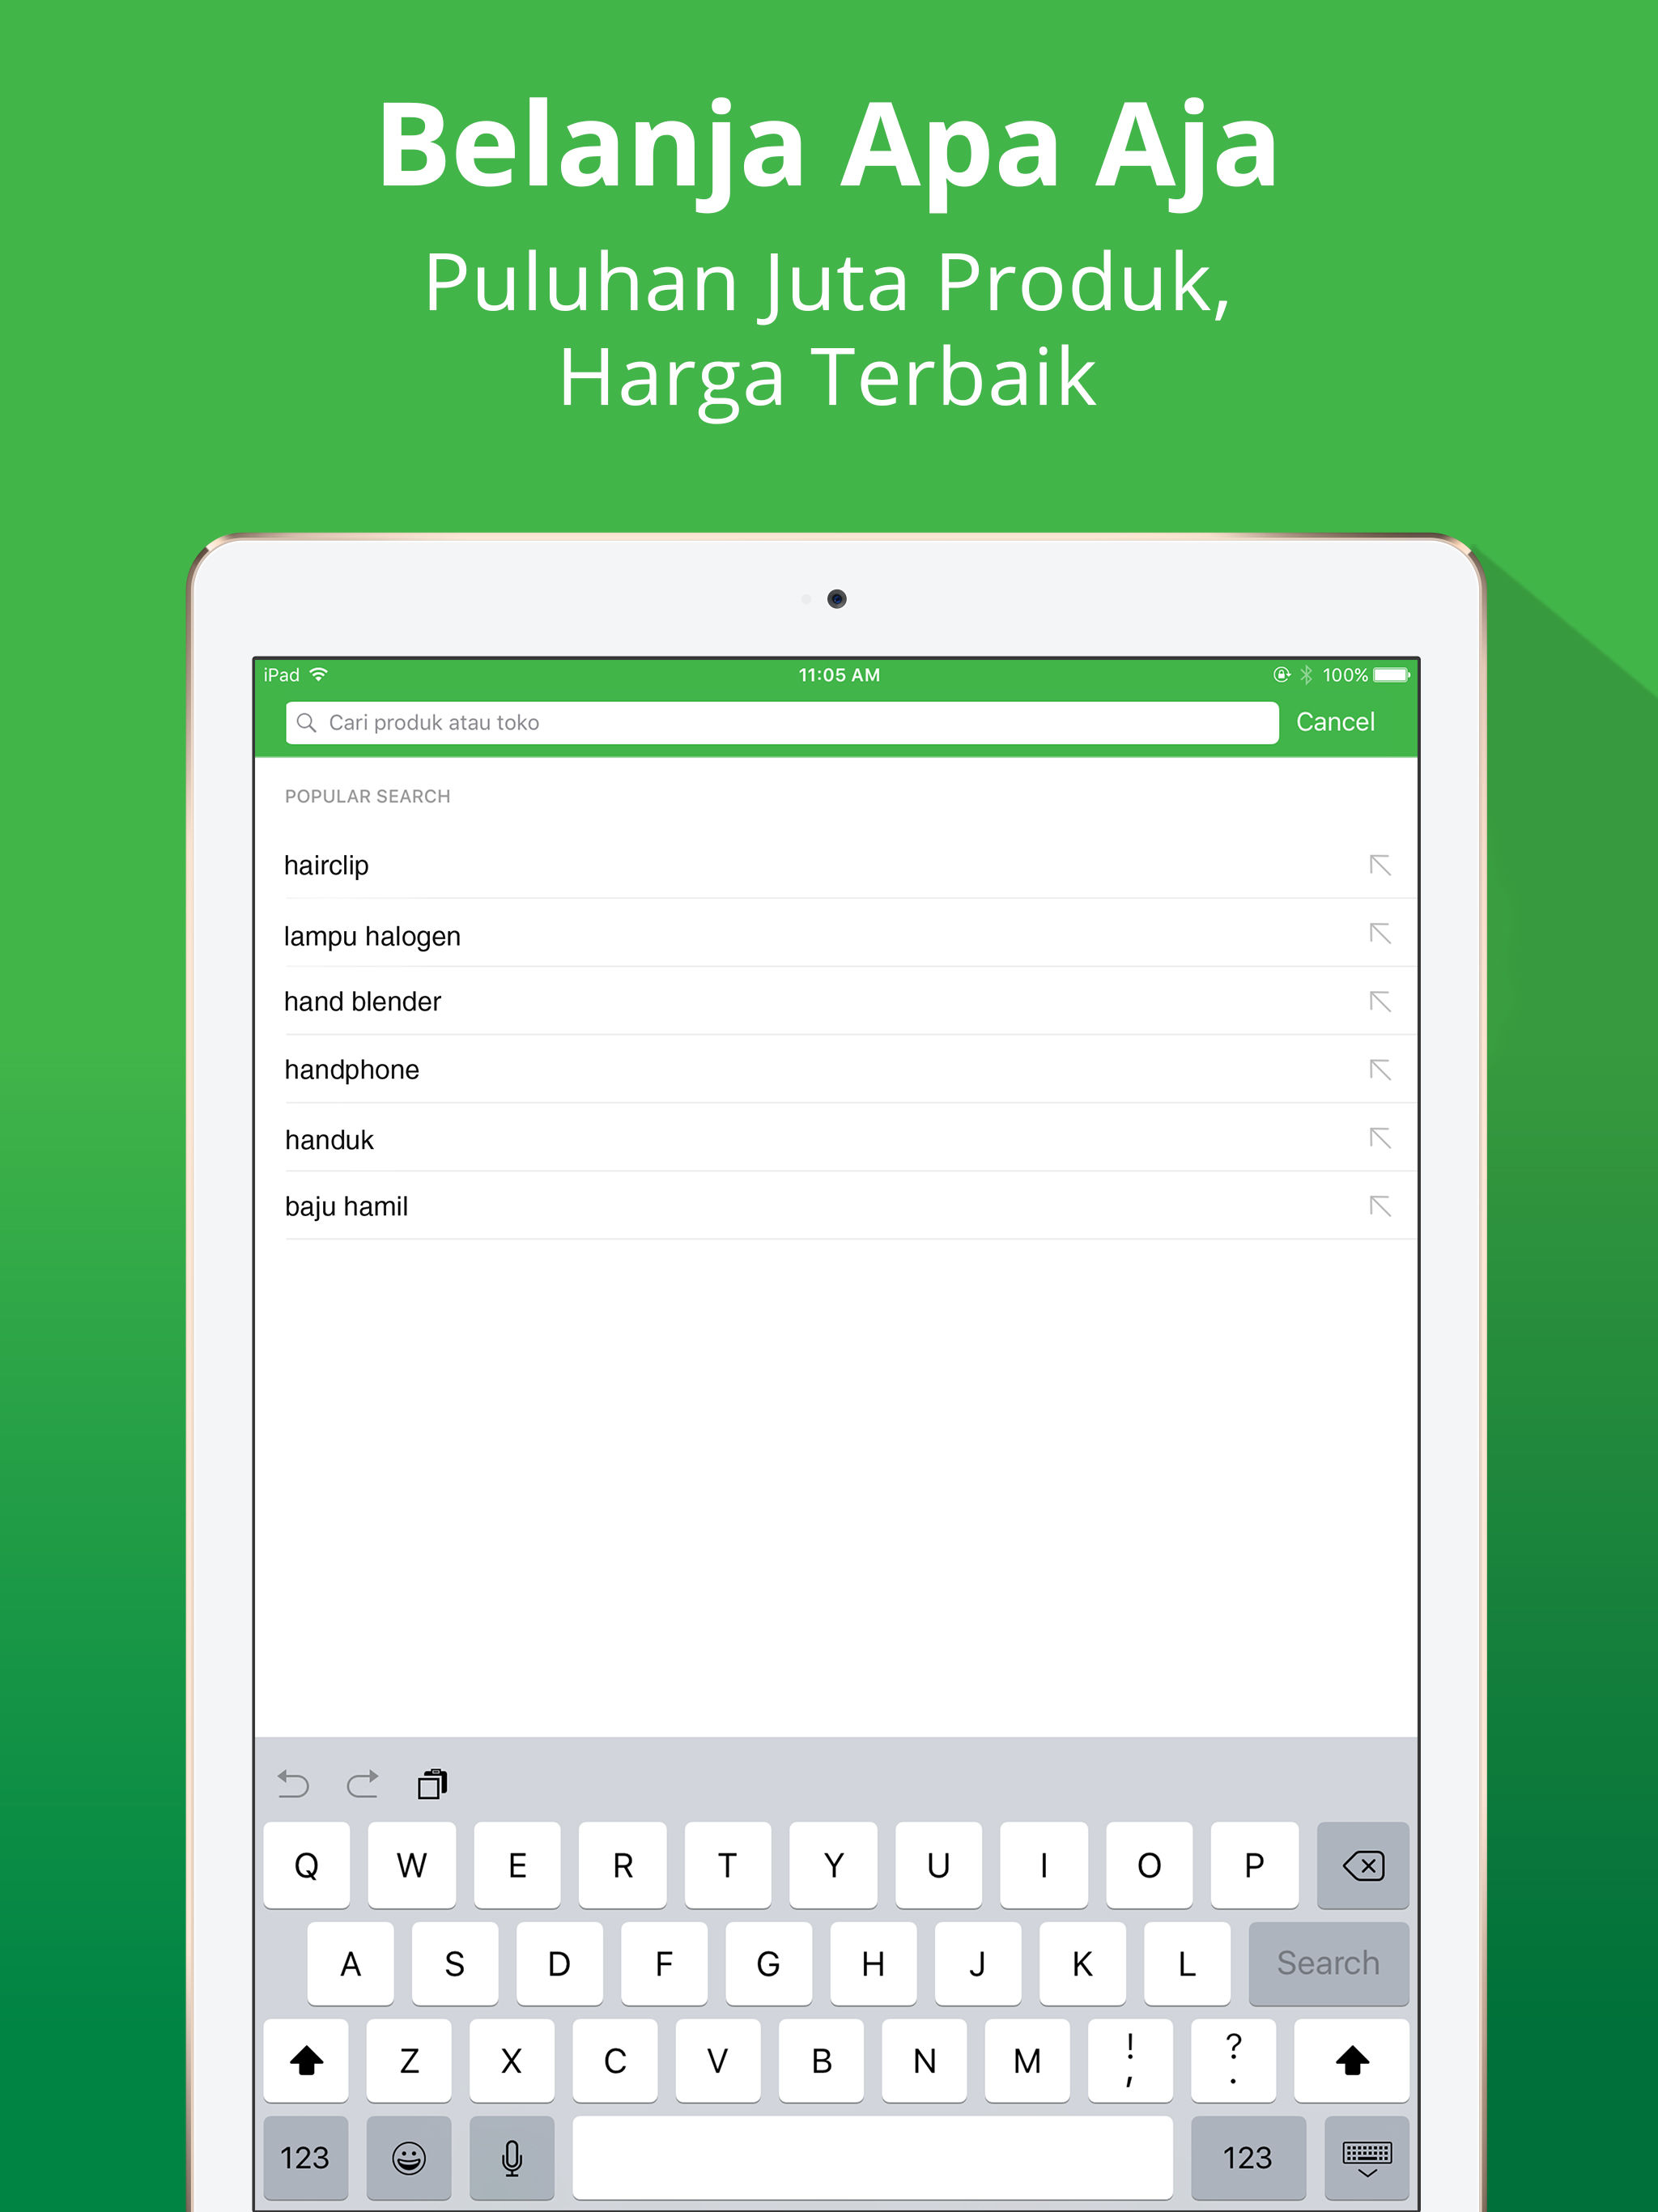 Belanja Apa Aja
Puluhan Juta Produk,
Harga Terbaik
iPad 11:05 AM 100%
Cari produk atau toko Cancel
POPULAR SEARCH
hairclip
lampu halogen
hand blender
handphone
handuk
baju hamil
Q W E R T Y U I O P
A S D F G H J K L Search
Z X C V B N M ! , ? .
123 123